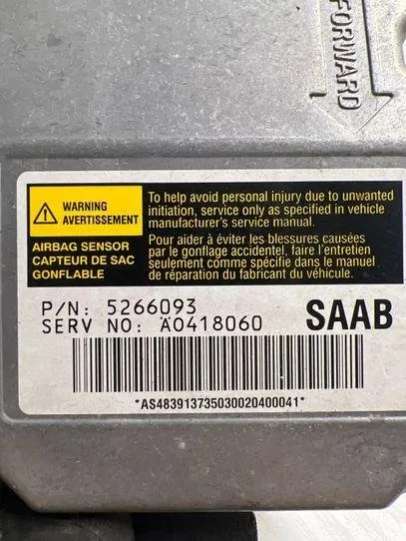 FORWARD
WARNING
AVERTISSEMENT
AIRBAG SENSOR
CAPTEUR DE SAC
GONFLABLE
To help avoid personal injury due to unwanted
initiation, service only as specified in vehicle
manufacturer's service manual.
Pour aider à éviter les blessures causées
par le gonflage accidentel, faire l'entretien
seulement comme spécifie dans le manuel
de réparation du fabricant du véhicule.
P/N: 5266093
SERV NO: A0418060
SAAB
*AS483913735030020400041*